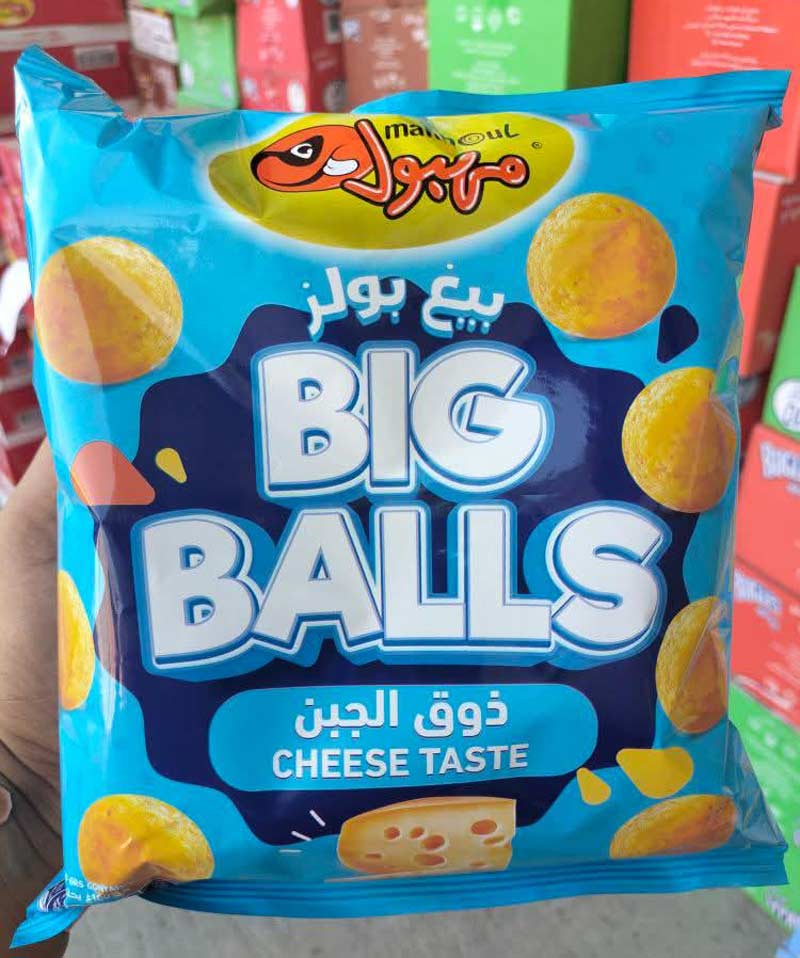 mahboul
مهبول
بيغ بولز
BIG
BALLS
ذوق الجبن
CHEESE TASTE